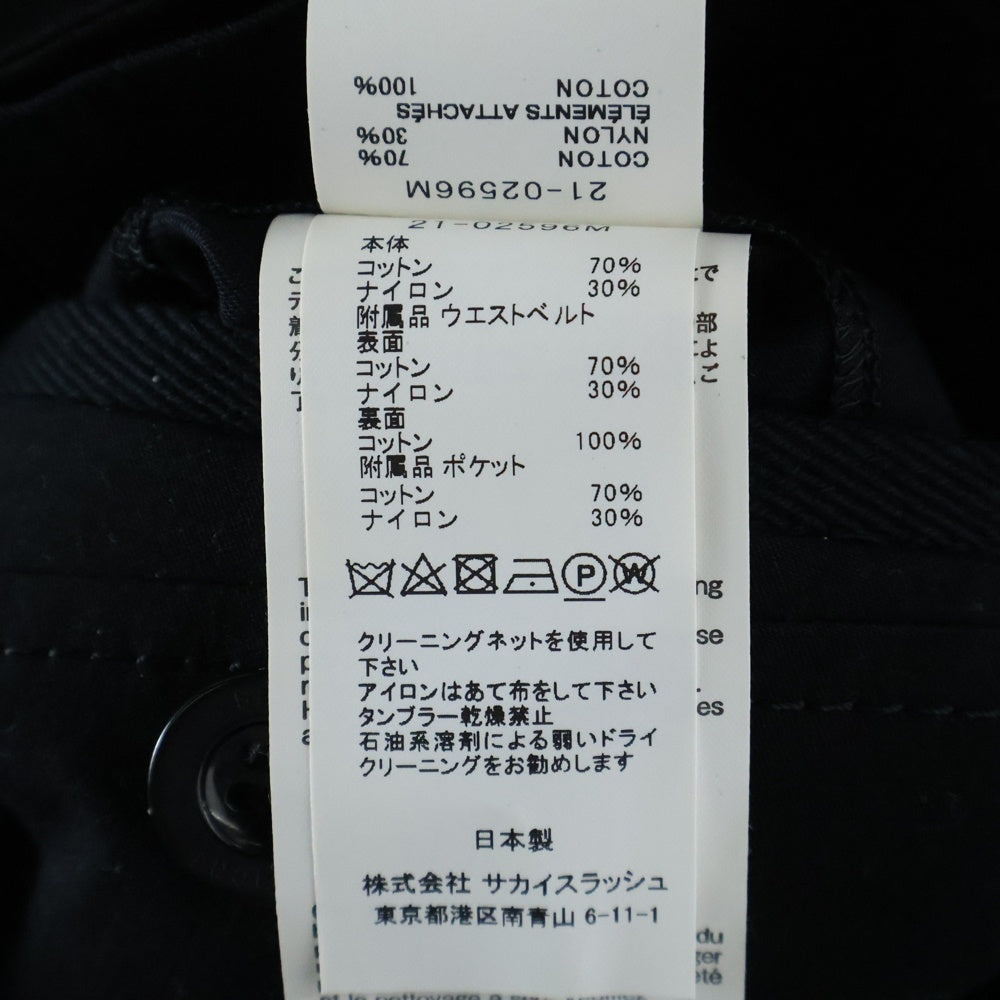 21-02596M
COTON 70%
NYLON 30%
ÉLÉMENTS ATTACHÉS
COTON 100%
21-02596M
本体
コットン 70%
ナイロン 30%
附属品 ウエストベルト
表面
コットン 70%
ナイロン 30%
裏面
コットン 100%
附属品 ポケット
コットン 70%
ナイロン 30%
P W
クリーニングネットを使用して
下さい
アイロンはあて布をして下さい
タンブラー乾燥禁止
石油系溶剤による弱いドライ
クリーニングをお勧めします
日本製
株式会社 サカイスラッシュ
東京都港区南青山 6-11-1